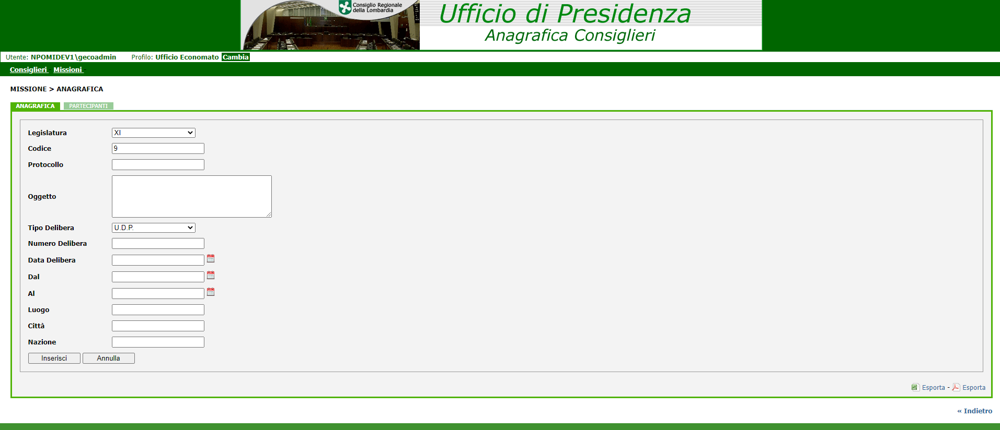 Consiglio Regionale
della Lombardia
Ufficio di Presidenza
Anagrafica Consiglieri
Utente: NPOMIDEV1\gecoadmin Profilo: Ufficio Economato Cambia
Consiglieri Missioni
MISSIONE > ANAGRAFICA
ANAGRAFICA PARTECIPANTI
Legislatura XI
Codice 9
Protocollo
Oggetto
Tipo Delibera U.D.P.
Numero Delibera
Data Delibera
Dal
Al
Luogo
Città
Nazione
Inserisci Annulla
Esporta - Esporta
« Indietro